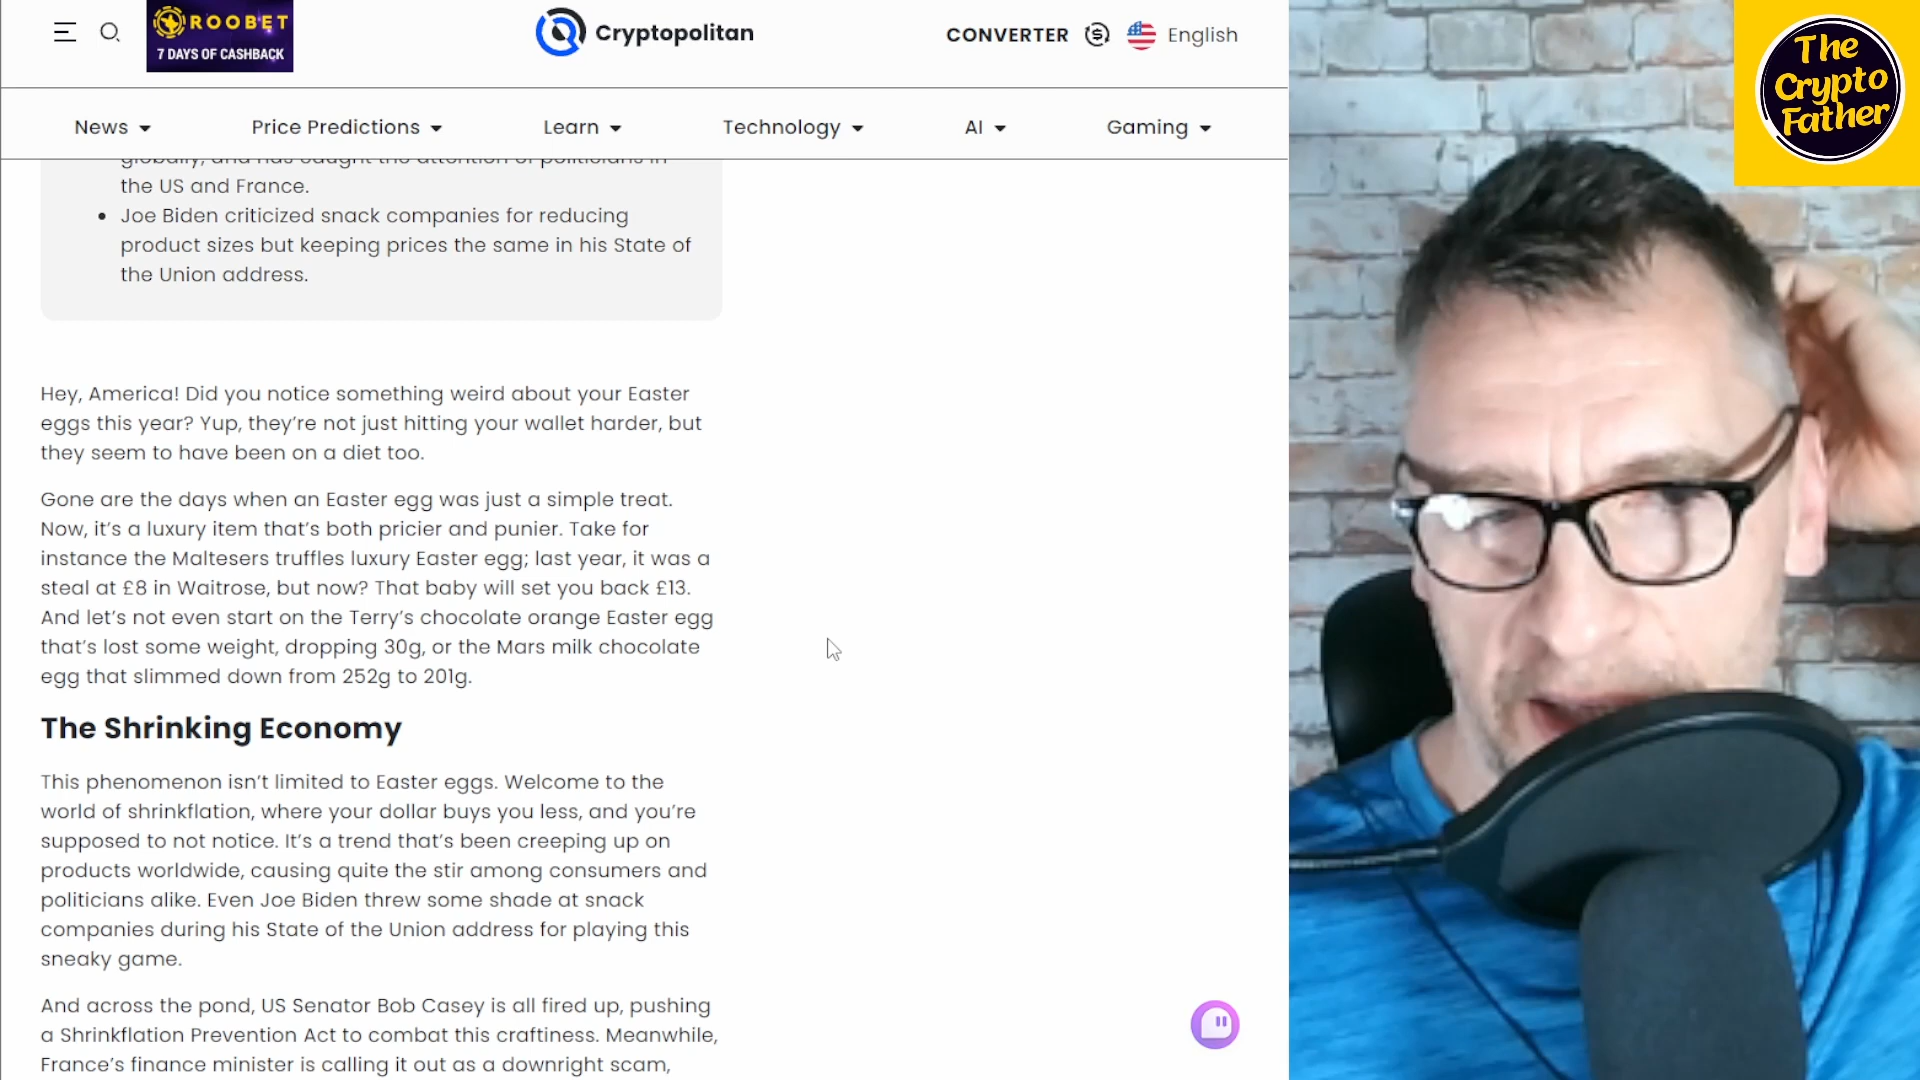 ROOBET
7 DAYS OF CASHBACK
Cryptopolitan
CONVERTER
English
The
Crypto
Father
News
Price Predictions
Learn
Technology
AI
Gaming
globally, and has caught the attention of politicians in
the US and France.
• Joe Biden criticized snack companies for reducing
product sizes but keeping prices the same in his State of
the Union address.
Hey, America! Did you notice something weird about your Easter
eggs this year? Yup, they’re not just hitting your wallet harder, but
they seem to have been on a diet too.
Gone are the days when an Easter egg was just a simple treat.
Now, it’s a luxury item that’s both pricier and punier. Take for
instance the Maltesers truffles luxury Easter egg; last year, it was a
steal at £8 in Waitrose, but now? That baby will set you back £13.
And let’s not even start on the Terry’s chocolate orange Easter egg
that’s lost some weight, dropping 30g, or the Mars milk chocolate
egg that slimmed down from 252g to 201g.
The Shrinking Economy
This phenomenon isn’t limited to Easter eggs. Welcome to the
world of shrinkflation, where your dollar buys you less, and you’re
supposed to not notice. It’s a trend that’s been creeping up on
products worldwide, causing quite the stir among consumers and
politicians alike. Even Joe Biden threw some shade at snack
companies during his State of the Union address for playing this
sneaky game.
And across the pond, US Senator Bob Casey is all fired up, pushing
a Shrinkflation Prevention Act to combat this craftiness. Meanwhile,
France’s finance minister is calling it out as a downright scam,